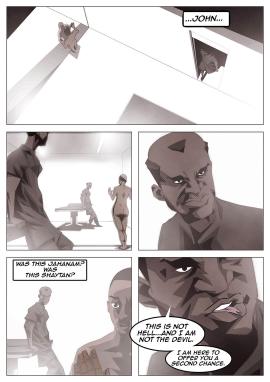 ...JOHN...
WAS THIS JAHANAM?
WAS
THIS SHAYTAN?
THIS IS NOT
HELL...AND I AM
NOT THE DEVIL.
I AM HERE TO
OFFER YOU A
SECOND CHANCE.